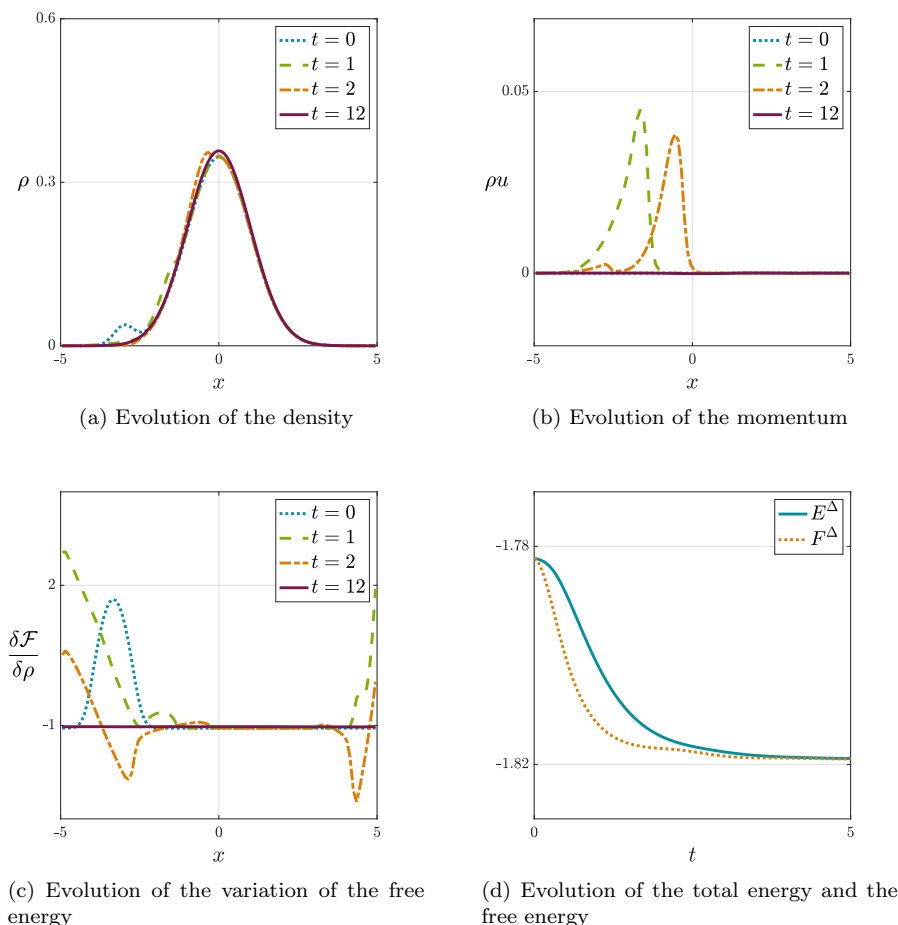 0.6
t = 0
t = 1
t = 2
t = 12
ρ
0.3
0
-5
0
5
x
(a) Evolution of the density
t = 0
t = 1
t = 2
t = 12
0.05
ρu
0
-5
0
5
x
(b) Evolution of the momentum
t = 0
t = 1
t = 2
t = 12
2
δF
δρ
-1
-5
0
5
x
(c) Evolution of the variation of the free
energy
E^Δ
F^Δ
-1.78
-1.82
0
5
t
(d) Evolution of the total energy and the
free energy